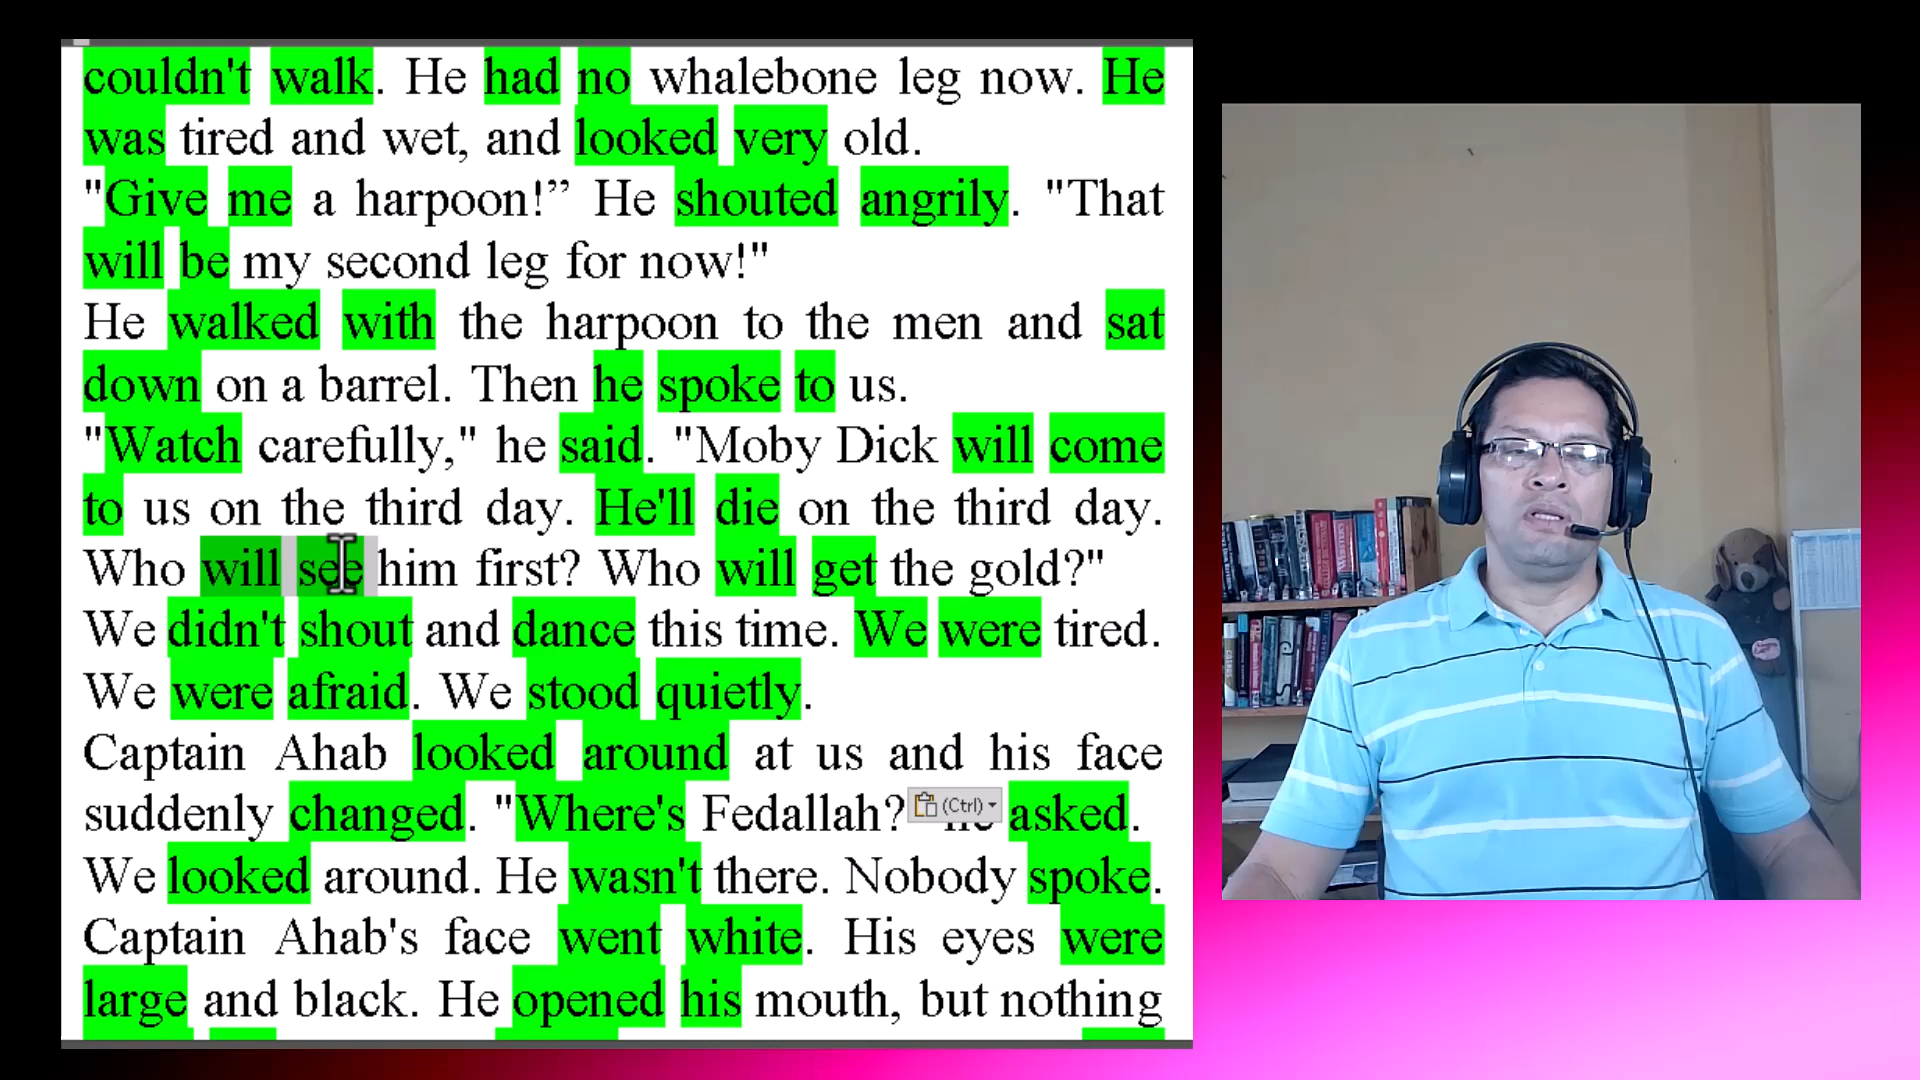 couldn't walk. He had no whalebone leg now. He
was tired and wet, and looked very old.
"Give me a harpoon!” He shouted angrily. "That
will be my second leg for now!"
He walked with the harpoon to the men and sat
down on a barrel. Then he spoke to us.
"Watch carefully," he said. "Moby Dick will come
to us on the third day. He'll die on the third day.
Who will see him first? Who will get the gold?"
We didn't shout and dance this time. We were tired.
We were afraid. We stood quietly.
Captain Ahab looked around at us and his face
suddenly changed. "Where's Fedallah? (Ctrl) he asked.
We looked around. He wasn't there. Nobody spoke.
Captain Ahab's face went white. His eyes were
large and black. He opened his mouth, but nothing